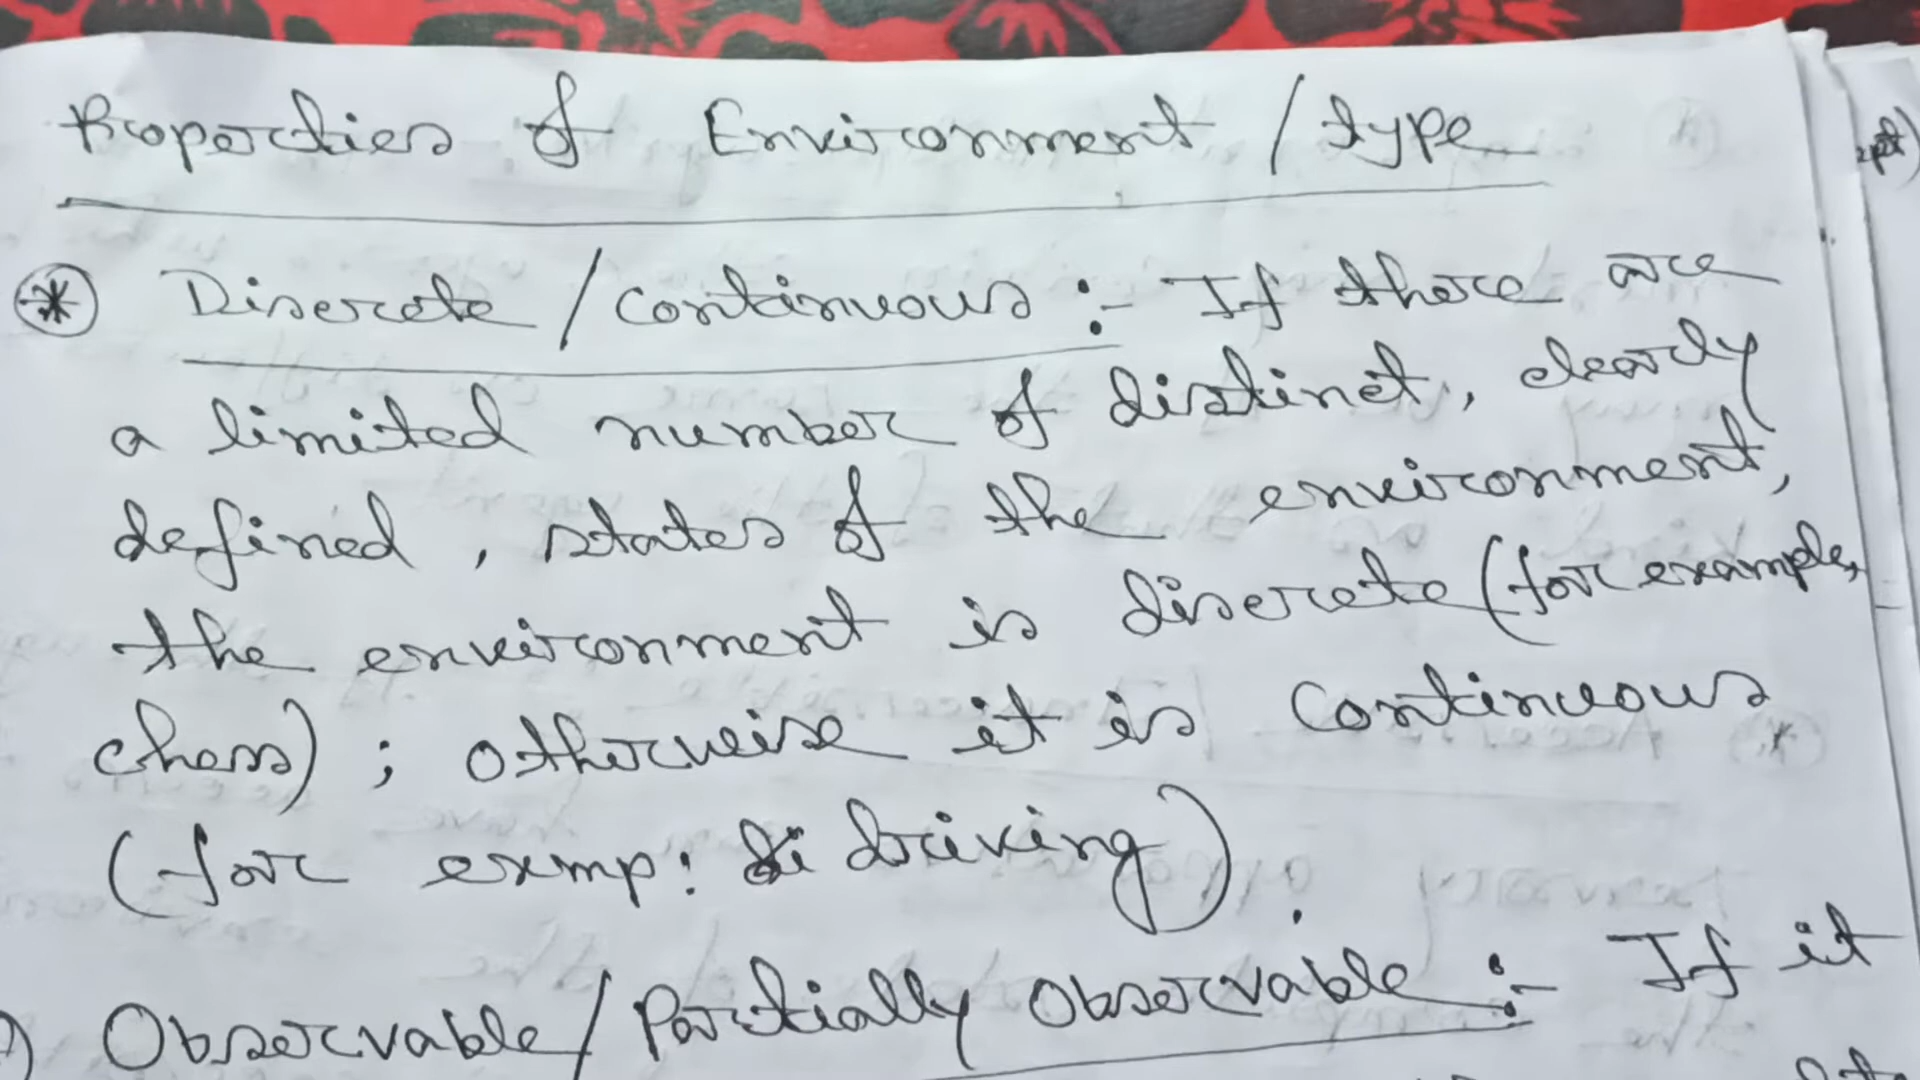 Properties of Environment / type
* Discrete / Continuous :- If there are
a limited number of distinct, clearly
defined, states of the environment,
the environment is discrete (for example,
chess) ; otherwise it is continuous
(for exmp: driving).
Observable / Partially Observable :- If it